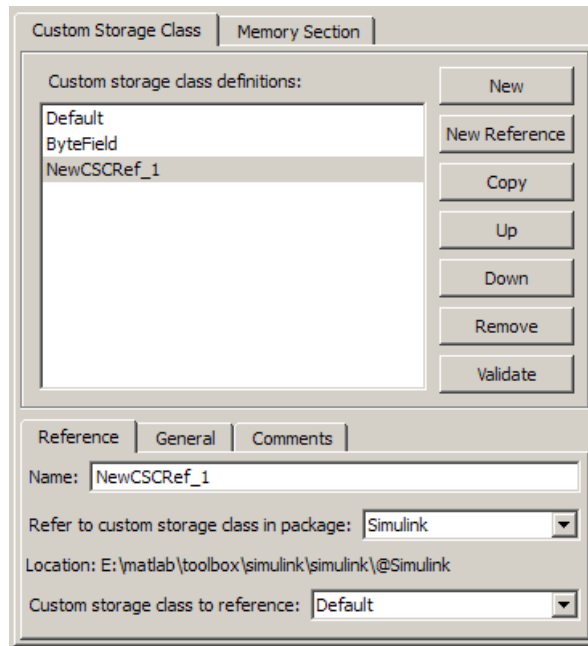 Custom Storage Class Memory Section
Custom storage class definitions:
Default
ByteField
NewCSCRef_1
New
New Reference
Copy
Up
Down
Remove
Validate
Reference General Comments
Name: NewCSCRef_1
Refer to custom storage class in package: Simulink
Location: E:\matlab\toolbox\simulink\simulink\@Simulink
Custom storage class to reference: Default